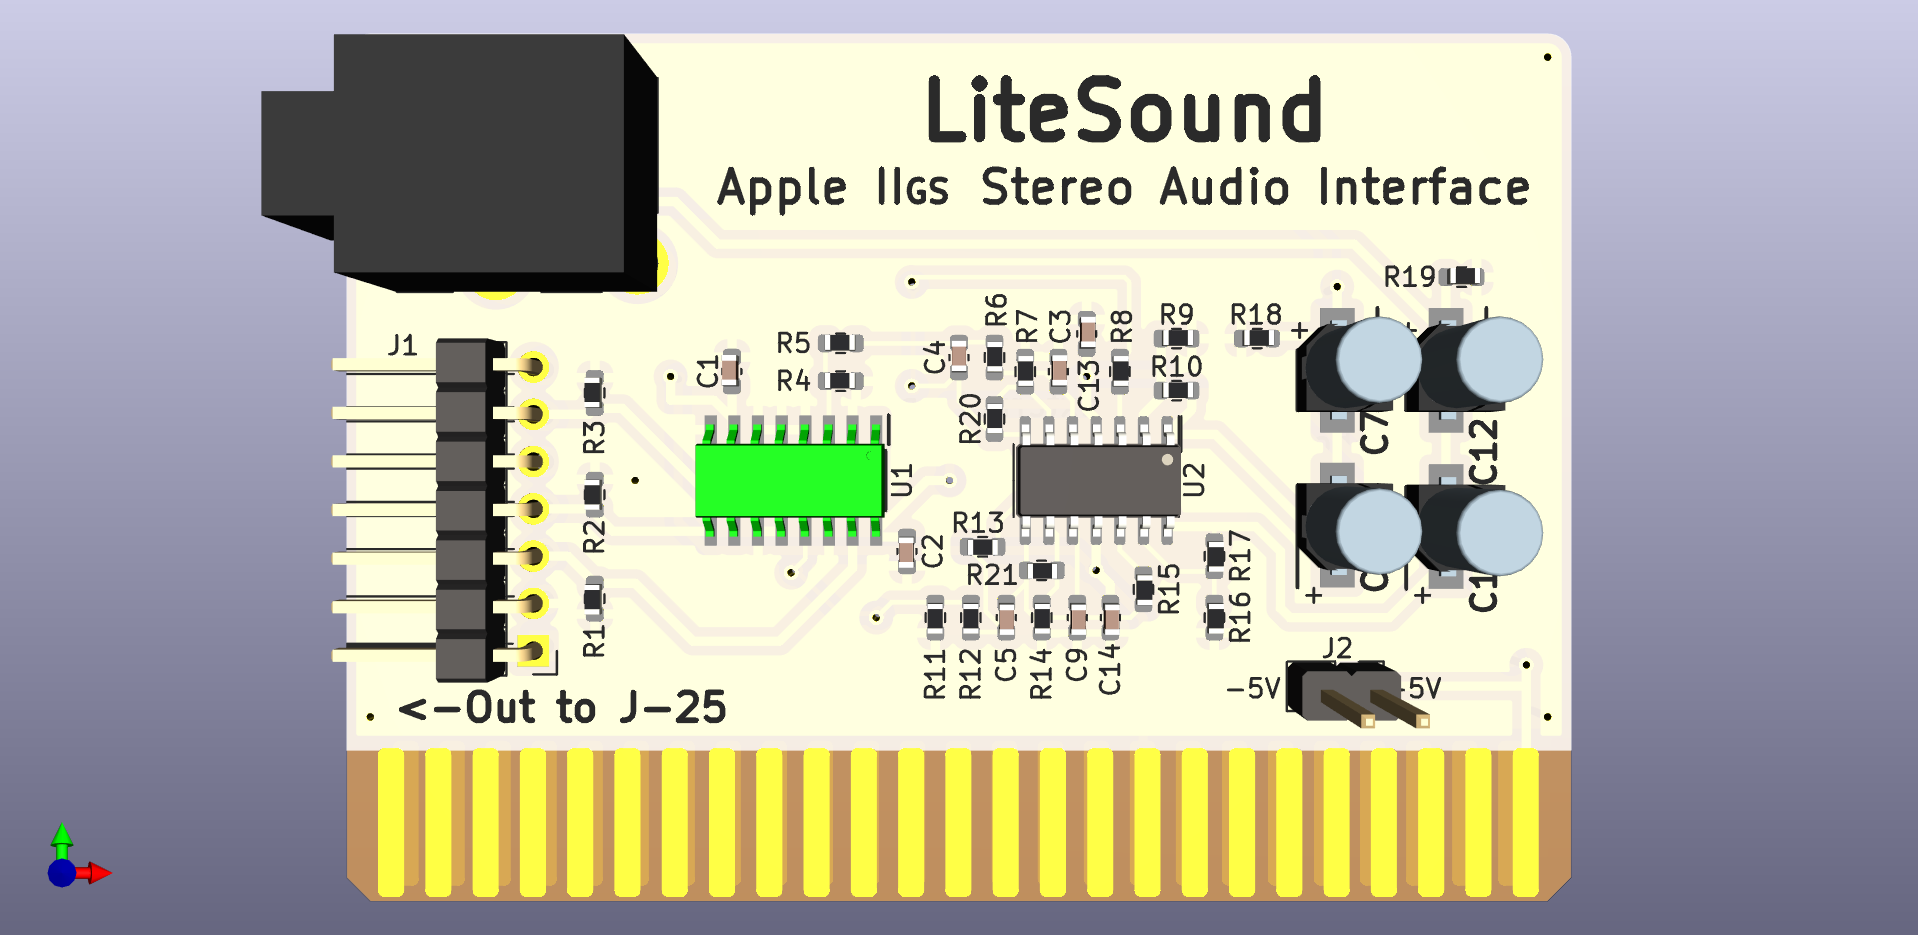 LiteSound
Apple IIGS Stereo Audio Interface
R19
R6
R7
C3
R8
R9
R18
+
J1
R5
C1
R4
C4
C13
R10
R3
R20
C7
C12
U1
U2
R2
R13
C2
R21
R17
R15
R16
+
+
R1
R11
R12
C5
R14
C9
C14
J2
-5V
-5V
<-Out to J-25